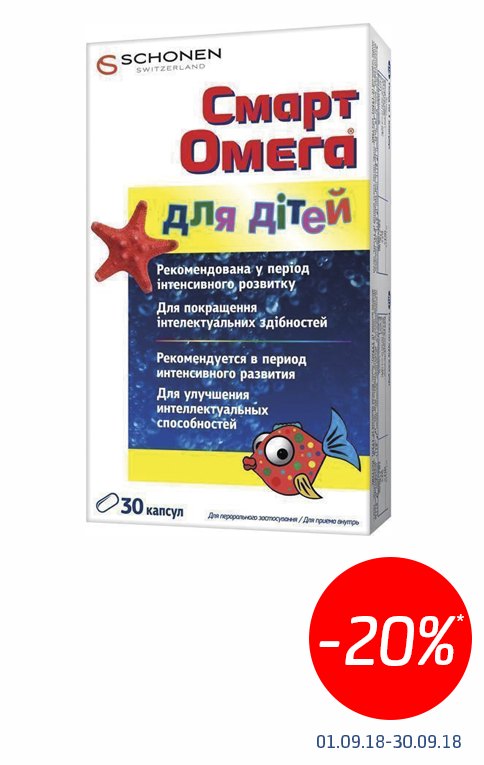 SCHONEN
SWITZERLAND
Смарт
Омега®
для дітей
Рекомендована у період
інтенсивного розвитку
Для покращення
інтелектуальних здібностей
Рекомендуется в период
интенсивного развития
Для улучшения
интеллектуальных
способностей
30 капсул
Для перорального застосування / Для приема внутрь
-20%*
01.09.18-30.09.18